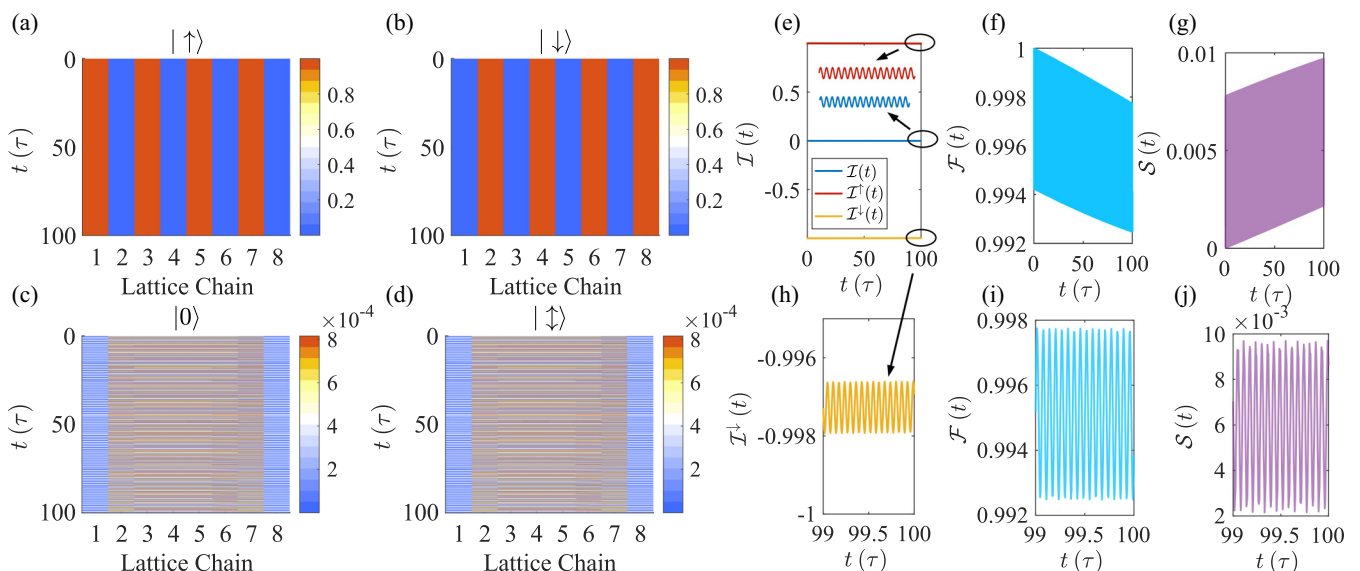 (a)
| ↑⟩
0
50
100
t (τ)
1 2 3 4 5 6 7 8
Lattice Chain
0.8
0.6
0.4
0.2
(b)
| ↓⟩
0
50
100
t (τ)
1 2 3 4 5 6 7 8
Lattice Chain
0.8
0.6
0.4
0.2
(e)
0.5
0
-0.5
ℐ (t)
ℐ(t)
ℐ↑(t)
ℐ↓(t)
0 50 100
t (τ)
(f)
1
0.998
0.996
0.994
0.992
ℱ (t)
0 50 100
t (τ)
(g)
0.01
0.005
0
𝒮 (t)
0 50 100
t (τ)
(c)
|0⟩
×10⁻⁴
0
50
100
t (τ)
1 2 3 4 5 6 7 8
Lattice Chain
8
6
4
2
(d)
| ↕⟩
×10⁻⁴
0
50
100
t (τ)
1 2 3 4 5 6 7 8
Lattice Chain
8
6
4
2
(h)
-0.996
-0.998
-1
ℐ↓ (t)
99 99.5 100
t (τ)
(i)
0.998
0.996
0.994
0.992
ℱ (t)
99 99.5 100
t (τ)
(j)
×10⁻³
10
8
6
4
2
𝒮 (t)
99 99.5 100
t (τ)